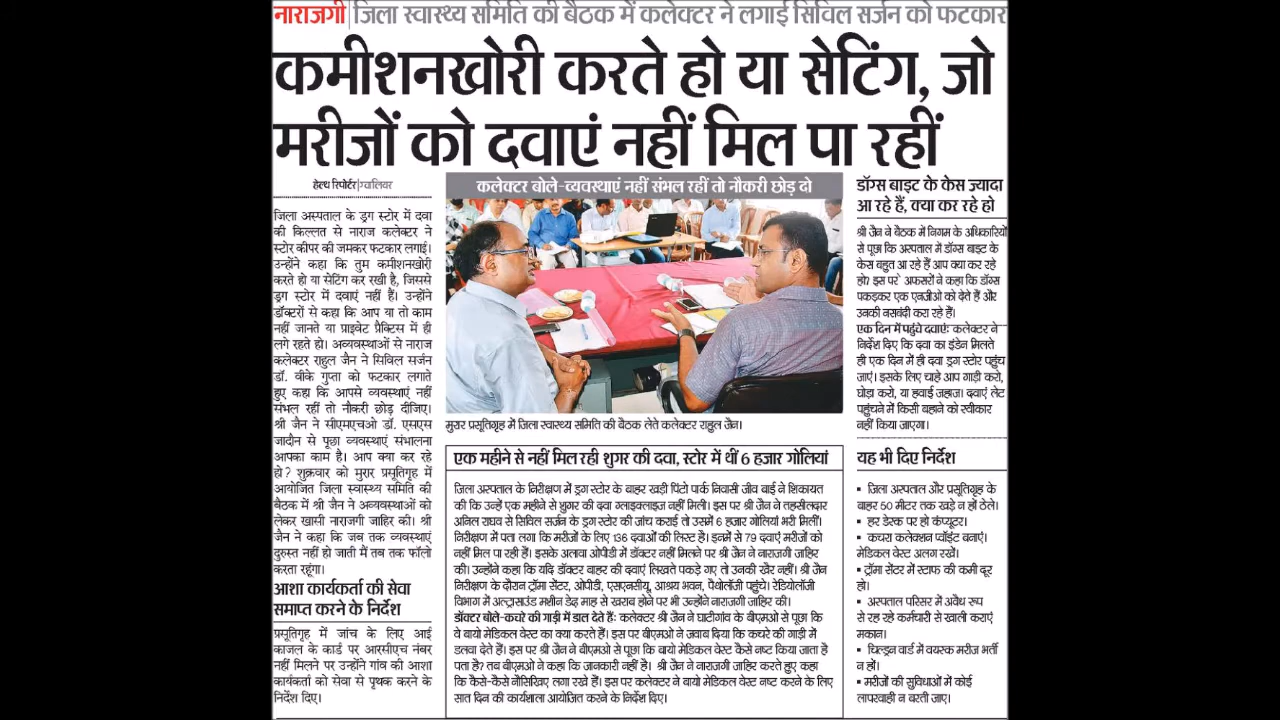 नाराजगी जिला स्वास्थ्य समिति की बैठक में कलेक्टर ने लगाई सिविल सर्जन को फटकार
कमीशनखोरी करते हो या सेटिंग, जो
मरीजों को दवाएं नहीं मिल पा रहीं
हेल्थ रिपोर्टर|ग्वालियर
जिला अस्पताल के ड्रग स्टोर में दवा
की किल्लत से नाराज कलेक्टर ने
स्टोर कीपर की जमकर फटकार लगाई।
उन्होंने कहा कि तुम कमीशनखोरी
करते हो या सेटिंग कर रखी है, जिससे
ड्रग स्टोर में दवाएं नहीं हैं। उन्होंने
डॉक्टरों से कहा कि आप या तो काम
नहीं जानते या प्राइवेट प्रैक्टिस में ही
लगे रहते हो। अव्यवस्थाओं से नाराज
कलेक्टर राहुल जैन ने सिविल सर्जन
डॉ. वीके गुप्ता को फटकार लगाते
हुए कहा कि आपसे व्यवस्थाएं नहीं
संभल रहीं तो नौकरी छोड़ दीजिए।
श्री जैन ने सीएमएचओ डॉ. एसएस
जादौन से पूछा व्यवस्थाएं संभालना
आपका काम है। आप क्या कर रहे
हो? शुक्रवार को मुरार प्रसूतिगृह में
आयोजित जिला स्वास्थ्य समिति की
बैठक में श्री जैन ने अव्यवस्थाओं को
लेकर खासी नाराजगी जाहिर की। श्री
जैन ने कहा कि जब तक व्यवस्थाएं
दुरुस्त नहीं हो जाती मैं तब तक फॉलो
करता रहूंगा।
आशा कार्यकर्ता की सेवा
समाप्त करने के निर्देश
प्रसूतिगृह में जांच के लिए आई
काजल के कार्ड पर आरसीएच नंबर
नहीं मिलने पर उन्होंने गांव की आशा
कार्यकर्ता को सेवा से पृथक करने के
निर्देश दिए।
कलेक्टर बोले-व्यवस्थाएं नहीं संभल रहीं तो नौकरी छोड़ दो
मुरार प्रसूतिगृह में जिला स्वास्थ्य समिति की बैठक लेते कलेक्टर राहुल जैन।
एक महीने से नहीं मिल रही शुगर की दवा, स्टोर में थीं 6 हजार गोलियां
जिला अस्पताल के निरीक्षण में ड्रग स्टोर के बाहर खड़ी पिंटो पार्क निवासी जीव बाई ने शिकायत
की कि उन्हें एक महीने से शुगर की दवा ग्लाइक्लाइज नहीं मिली। इस पर श्री जैन ने तहसीलदार
अनिल राघव से सिविल सर्जन के ड्रग स्टोर की जांच कराई तो उसमें 6 हजार गोलियां भरी मिलीं।
निरीक्षण में पता लगा कि मरीजों के लिए 136 दवाओं की लिस्ट है। इनमें से 79 दवाएं मरीजों को
नहीं मिल पा रही हैं। इसके अलावा ओपीडी में डॉक्टर नहीं मिलने पर श्री जैन ने नाराजगी जाहिर
की। उन्होंने कहा कि यदि डॉक्टर बाहर की दवाएं लिखते पकड़े गए तो उनकी खैर नहीं। श्री जैन
निरीक्षण के दौरान ट्रॉमा सेंटर, ओपीडी, एसएनसीयू, आश्रय भवन, पैथोलॉजी पहुंचे। रेडियोलॉजी
विभाग में अल्ट्रासाउंड मशीन डेढ़ माह से खराब होने पर भी उन्होंने नाराजगी जाहिर की।
डॉक्टर बोले-कचरे की गाड़ी में डाल देते हैं: कलेक्टर श्री जैन ने घाटीगांव के बीएमओ से पूछा कि
वे बायो मेडिकल वेस्ट का क्या करते हैं। इस पर बीएमओ ने जवाब दिया कि कचरे की गाड़ी में
डलवा देते हैं। इस पर श्री जैन ने बीएमओ से पूछा कि बायो मेडिकल वेस्ट कैसे नष्ट किया जाता है
पता है? तब बीएमओ ने कहा कि जानकारी नहीं है। श्री जैन ने नाराजगी जाहिर करते हुए कहा
कि कैसे-कैसे नौसिखिए लगा रखे हैं। इस पर कलेक्टर ने बायो मेडिकल वेस्ट नष्ट करने के लिए
सात दिन की कार्यशाला आयोजित करने के निर्देश दिए।
डॉग्स बाइट के केस ज्यादा
आ रहे हैं, क्या कर रहे हो
श्री जैन ने बैठक में निगम के अधिकारियों
से पूछा कि अस्पताल में डॉग्स बाइट के
केस बहुत आ रहे हैं आप क्या कर रहे
हो? इस पर अफसरों ने कहा कि डॉग्स
पकड़कर एक एनजीओ को देते हैं और
उनकी नसबंदी करा रहे हैं।
एक दिन में पहुंचे दवाएं: कलेक्टर ने
निर्देश दिए कि दवा का इंडेन मिलते
ही एक दिन में ही दवा ड्रग स्टोर पहुंच
जाएं। इसके लिए चाहे आप गाड़ी करो,
घोड़ा करो, या हवाई जहाज। दवाएं लेट
पहुंचने में किसी बहाने को स्वीकार
नहीं किया जाएगा।
यह भी दिए निर्देश
▪ जिला अस्पताल और प्रसूतिगृह के
बाहर 50 मीटर तक खड़े न हों ठेले।
▪ हर डेस्क पर हो कंप्यूटर।
▪ कचरा कलेक्शन प्वॉइंट बनाएं।
मेडिकल वेस्ट अलग रखें।
▪ ट्रॉमा सेंटर में स्टाफ की कमी दूर
हो।
▪ अस्पताल परिसर में अवैध रूप
से रह रहे कर्मचारी से खाली कराएं
मकान।
▪ चिल्ड्रन वार्ड में वयस्क मरीज भर्ती
न हों।
▪ मरीजों की सुविधाओं में कोई
लापरवाही न बरती जाए।